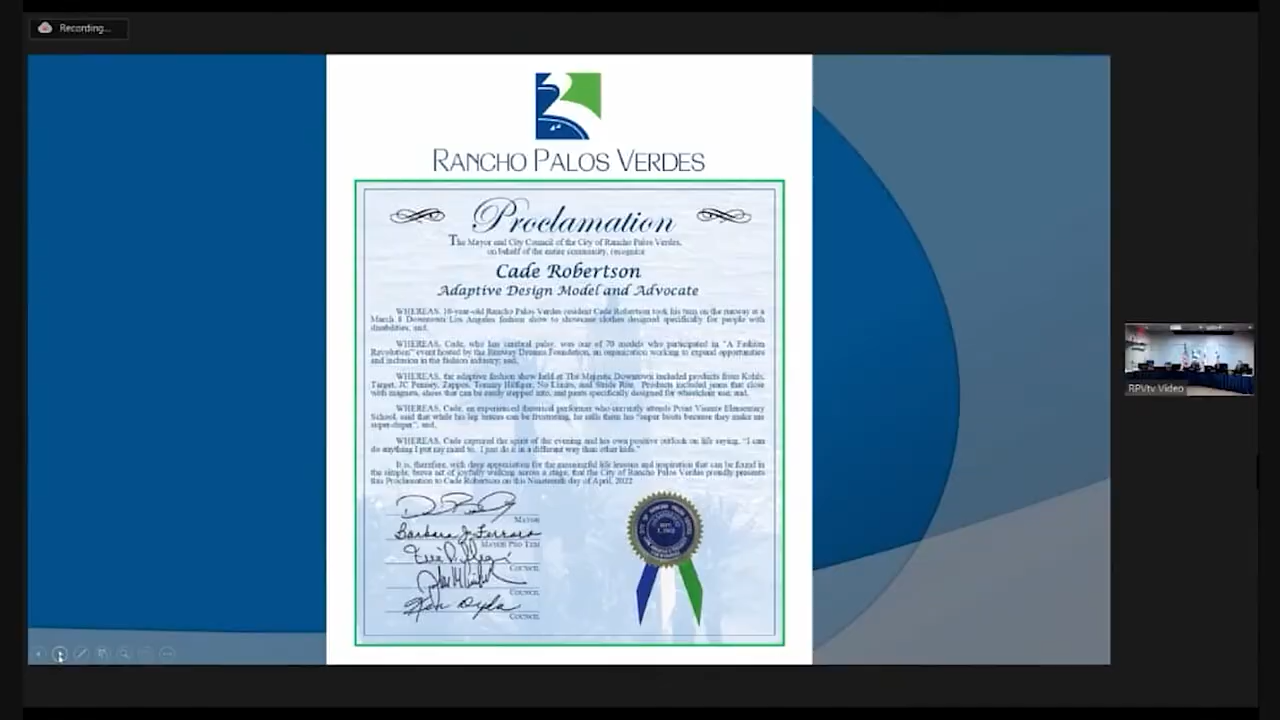 Recording...
RANCHO PALOS VERDES
Proclamation
The Mayor and City Council of the City of Rancho Palos Verdes,
on behalf of the entire community, recognize
Cade Robertson
Adaptive Design Model and Advocate
WHEREAS, 10-year-old Rancho Palos Verdes resident Cade Robertson took his turn on the runway at a
March 8 Downtown Los Angeles fashion show to showcase clothes designed specifically for people with
disabilities; and,
WHEREAS, Cade, who has cerebral palsy, was one of 70 models who participated in "A Fashion
Revolution" event hosted by the Runway Dreams Foundation, an organization working to expand opportunities
and inclusion in the fashion industry; and,
WHEREAS, the adaptive fashion show held at The Majestic Downtown included products from Kohls,
Target, JC Penney, Zappos, Tommy Hilfiger, No Limits, and Stride Rite. Products included jeans that close
with magnets, shoes that can be easily stepped into, and pants specifically designed for wheelchair use; and,
WHEREAS, Cade, an experienced theatrical performer who currently attends Point Vicente Elementary
School, said that while his leg braces can be frustrating, he calls them his "super boots because they make me
super-duper"; and,
WHEREAS, Cade captured the spirit of the evening and his own positive outlook on life saying, "I can
do anything I put my mind to. I just do it in a different way than other kids."
It is, therefore, with deep appreciation for the meaningful life lessons and inspiration that can be found in
the simple, brave act of joyfully walking across a stage, that the City of Rancho Palos Verdes proudly presents
this Proclamation to Cade Robertson on this Nineteenth day of April, 2022
MAYOR
Barbara J. Ferraro
MAYOR PRO TEM
COUNCIL
COUNCIL
Ken Dyda
COUNCIL
RPVtv Video